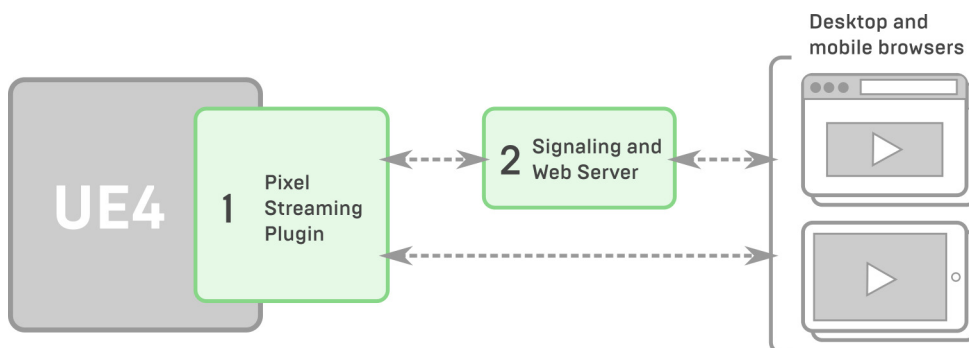 Desktop and
mobile browsers
UE4
1
Pixel
Streaming
Plugin
2
Signaling and
Web Server